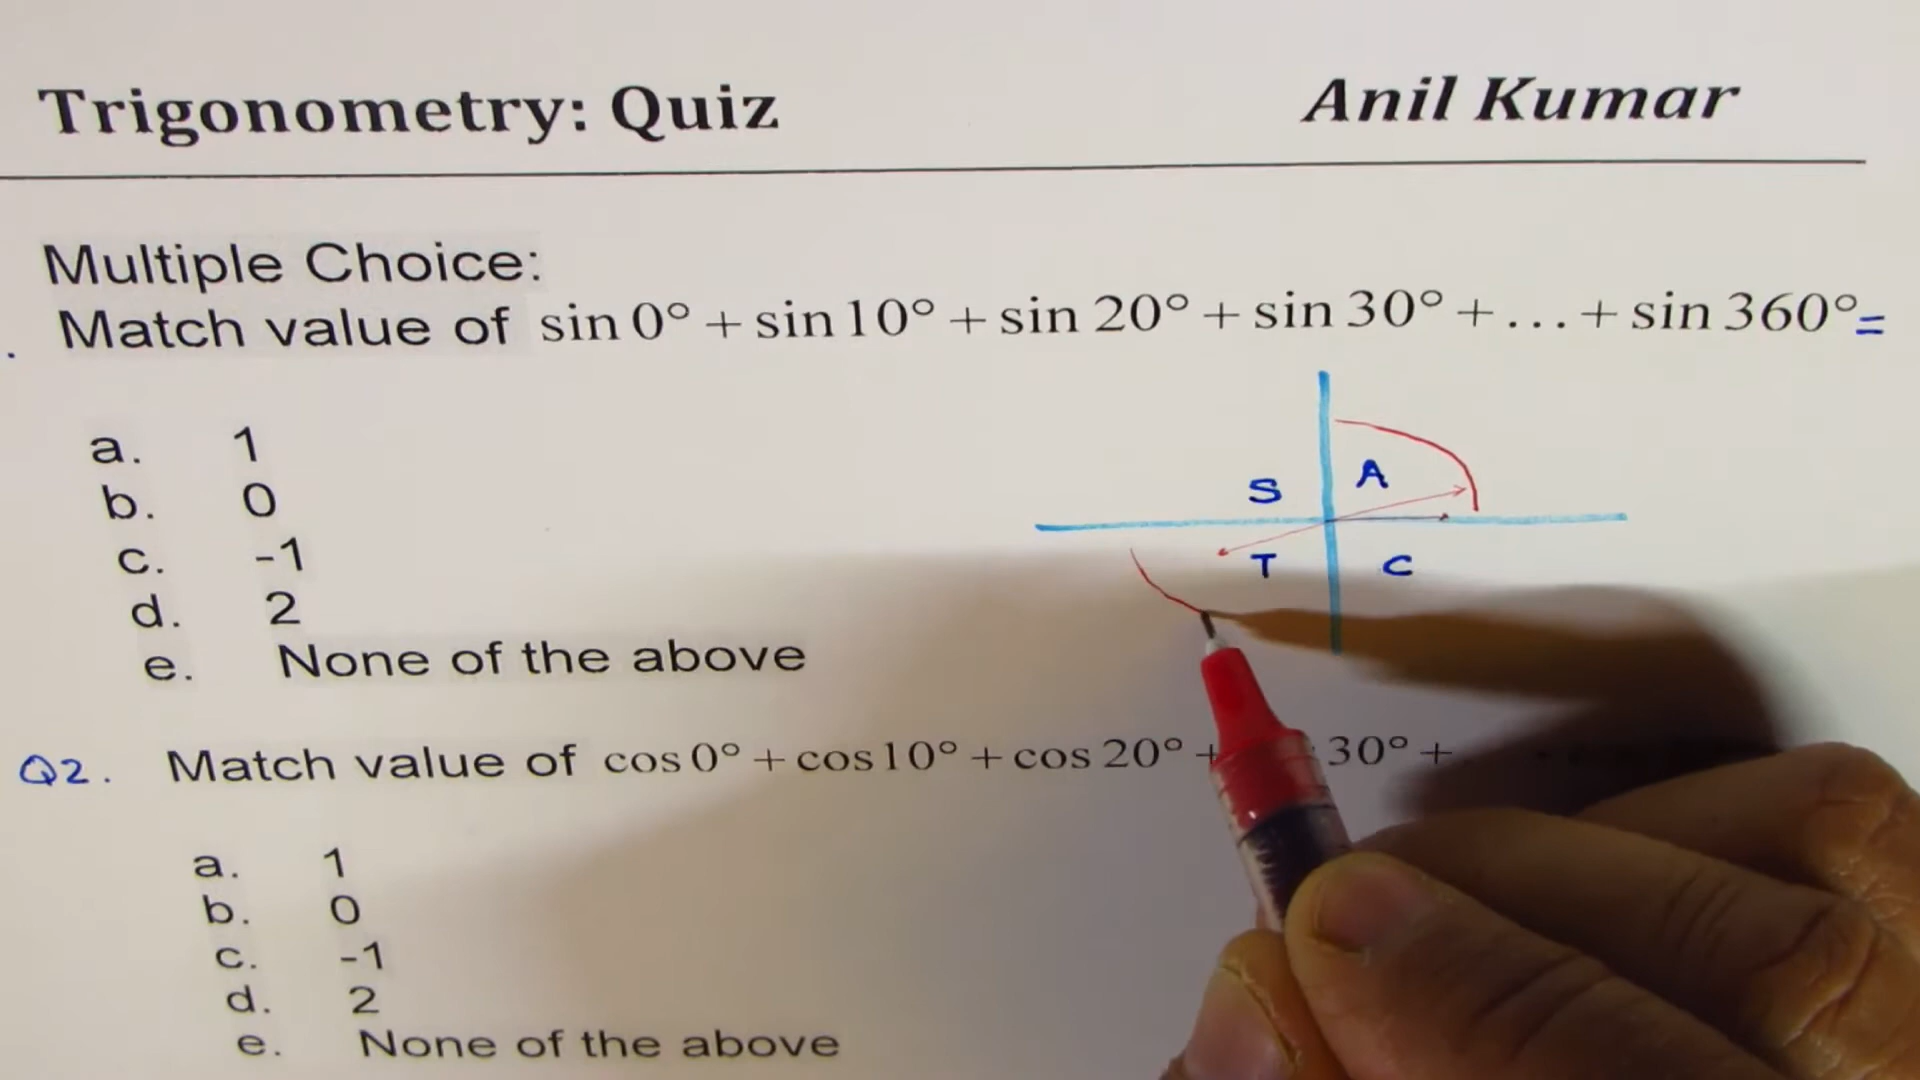 Trigonometry: Quiz Anil Kumar
Multiple Choice:
. Match value of sin 0° + sin 10° + sin 20° + sin 30° + ... + sin 360° =
a. 1
b. 0
c. -1
d. 2
e. None of the above
S A
T C
Q2. Match value of cos 0° + cos 10° + cos 20° + 30° +
a. 1
b. 0
c. -1
d. 2
e. None of the above